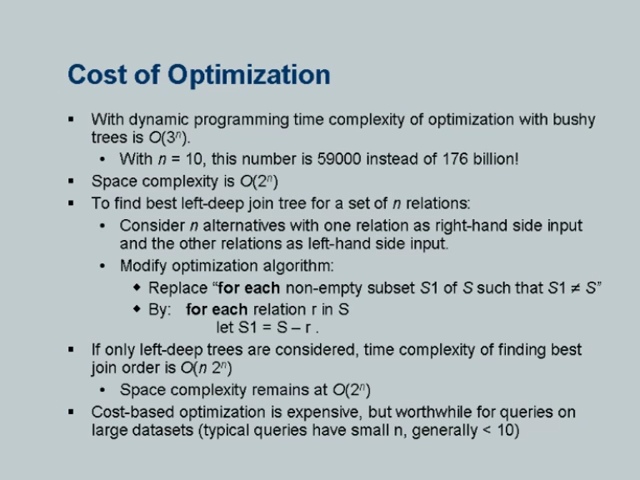 Cost of Optimization
▪ With dynamic programming time complexity of optimization with bushy
trees is O(3ⁿ).
• With n = 10, this number is 59000 instead of 176 billion!
▪ Space complexity is O(2ⁿ)
▪ To find best left-deep join tree for a set of n relations:
• Consider n alternatives with one relation as right-hand side input
and the other relations as left-hand side input.
• Modify optimization algorithm:
◆ Replace “for each non-empty subset S1 of S such that S1 ≠ S”
◆ By: for each relation r in S
let S1 = S – r .
▪ If only left-deep trees are considered, time complexity of finding best
join order is O(n 2ⁿ)
• Space complexity remains at O(2ⁿ)
▪ Cost-based optimization is expensive, but worthwhile for queries on
large datasets (typical queries have small n, generally < 10)